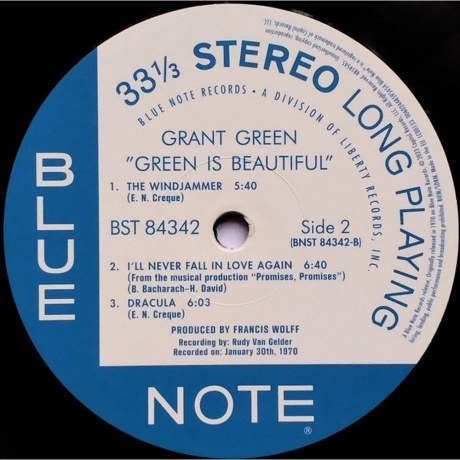 33⅓ STEREO LONG PLAYING
BLUE NOTE RECORDS • A DIVISION OF LIBERTY RECORDS, INC.
GRANT GREEN
"GREEN IS BEAUTIFUL"
1. THE WINDJAMMER 5:40
(E. N. Creque)
BST 84342
Side 2
(BNST 84342-B)
2. I'LL NEVER FALL IN LOVE AGAIN 6:40
(From the musical production "Promises, Promises")
(B. Bacharach–H. David)
3. DRACULA 6:03
(E. N. Creque)
PRODUCED BY FRANCIS WOLFF
Recording by: Rudy Van Gelder
Recorded on: January 30th, 1970
BLUE
NOTE®